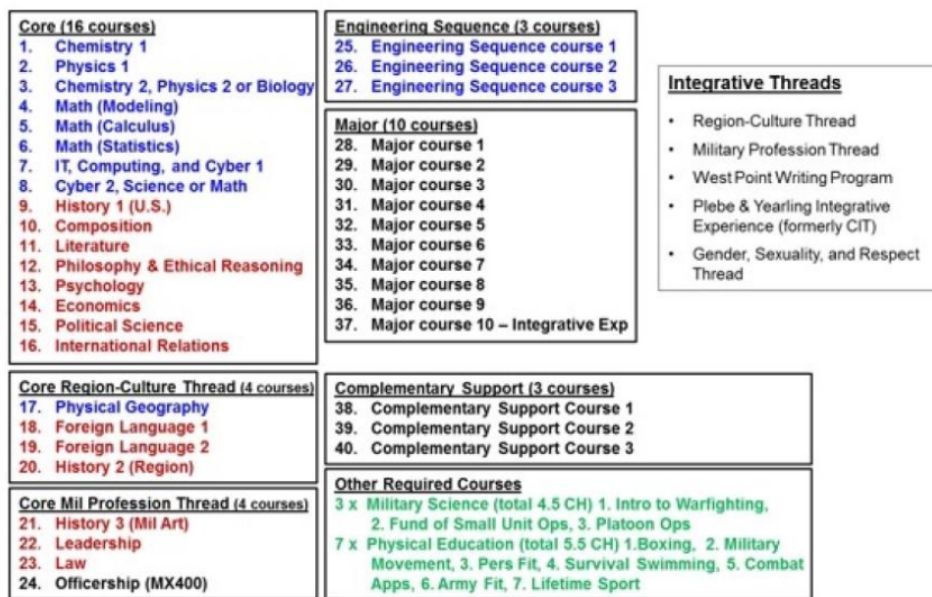 Core (16 courses)
1. Chemistry 1
2. Physics 1
3. Chemistry 2, Physics 2 or Biology
4. Math (Modeling)
5. Math (Calculus)
6. Math (Statistics)
7. IT, Computing, and Cyber 1
8. Cyber 2, Science or Math
9. History 1 (U.S.)
10. Composition
11. Literature
12. Philosophy & Ethical Reasoning
13. Psychology
14. Economics
15. Political Science
16. International Relations
Core Region-Culture Thread (4 courses)
17. Physical Geography
18. Foreign Language 1
19. Foreign Language 2
20. History 2 (Region)
Core Mil Profession Thread (4 courses)
21. History 3 (Mil Art)
22. Leadership
23. Law
24. Officership (MX400)
Engineering Sequence (3 courses)
25. Engineering Sequence course 1
26. Engineering Sequence course 2
27. Engineering Sequence course 3
Major (10 courses)
28. Major course 1
29. Major course 2
30. Major course 3
31. Major course 4
32. Major course 5
33. Major course 6
34. Major course 7
35. Major course 8
36. Major course 9
37. Major course 10 – Integrative Exp
Complementary Support (3 courses)
38. Complementary Support Course 1
39. Complementary Support Course 2
40. Complementary Support Course 3
Other Required Courses
3 x Military Science (total 4.5 CH) 1. Intro to Warfighting,
2. Fund of Small Unit Ops, 3. Platoon Ops
7 x Physical Education (total 5.5 CH) 1.Boxing, 2. Military
Movement, 3. Pers Fit, 4. Survival Swimming, 5. Combat
Apps, 6. Army Fit, 7. Lifetime Sport
Integrative Threads
• Region-Culture Thread
• Military Profession Thread
• West Point Writing Program
• Plebe & Yearling Integrative
Experience (formerly CIT)
• Gender, Sexuality, and Respect
Thread